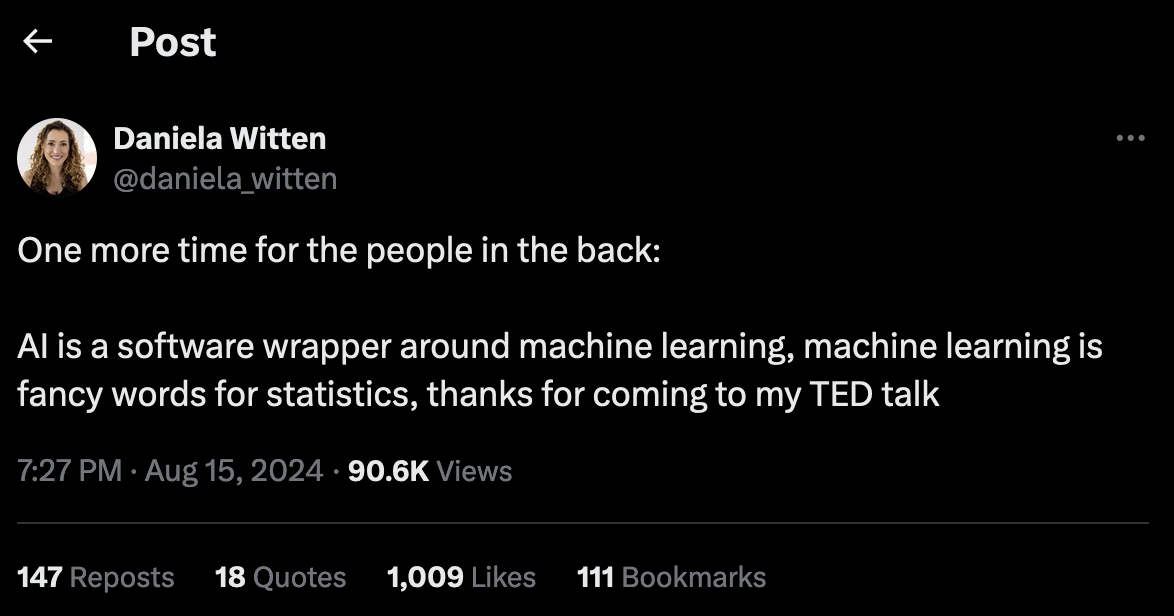 Post
Daniela Witten
@daniela_witten
One more time for the people in the back:
AI is a software wrapper around machine learning, machine learning is
fancy words for statistics, thanks for coming to my TED talk
7:27 PM · Aug 15, 2024 · 90.6K Views
147 Reposts 18 Quotes 1,009 Likes 111 Bookmarks